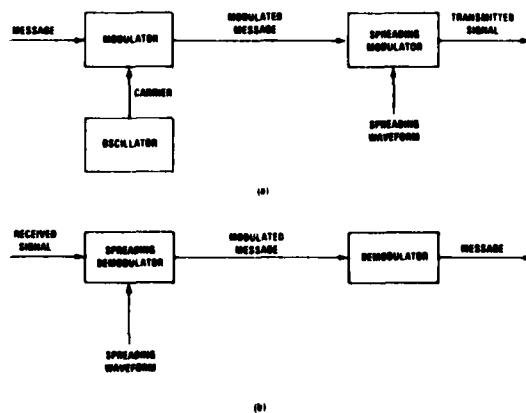 MESSAGE
MODULATOR
MODULATED
MESSAGE
SPREADING
MODULATOR
TRANSMITTED
SIGNAL
CARRIER
OSCILLATOR
SPREADING
WAVEFORM
(a)
RECEIVED
SIGNAL
SPREADING
DEMODULATOR
MODULATED
MESSAGE
DEMODULATOR
MESSAGE
SPREADING
WAVEFORM
(b)